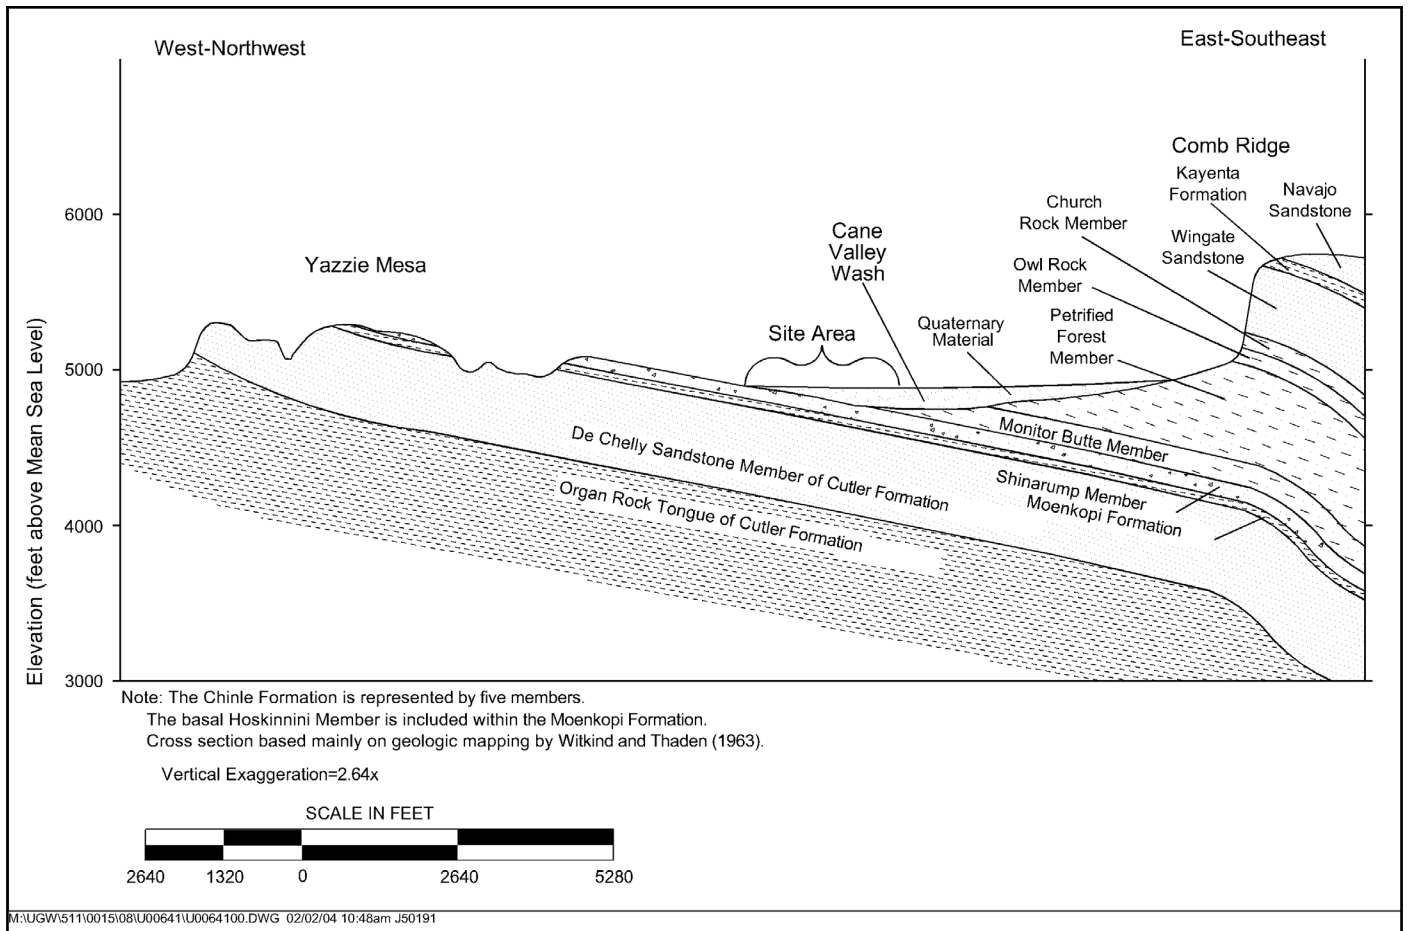 West-Northwest
East-Southeast
Comb Ridge
Kayenta
Formation
Navajo
Sandstone
Church
Rock Member
Wingate
Sandstone
6000
Cane
Valley
Wash
Yazzie Mesa
Owl Rock
Member
Petrified
Forest
Member
Quaternary
Material
Site Area
5000
Elevation (feet above Mean Sea Level)
Monitor Butte Member
De Chelly Sandstone Member of Cutler Formation
Shinarump Member
Moenkopi Formation
Organ Rock Tongue of Cutler Formation
4000
3000
Note: The Chinle Formation is represented by five members.
The basal Hoskinnini Member is included within the Moenkopi Formation.
Cross section based mainly on geologic mapping by Witkind and Thaden (1963).
Vertical Exaggeration=2.64x
SCALE IN FEET
2640 1320 0 2640 5280
M:\UGW\511\0015\08\U00641\U0064100.DWG 02/02/04 10:48am J50191